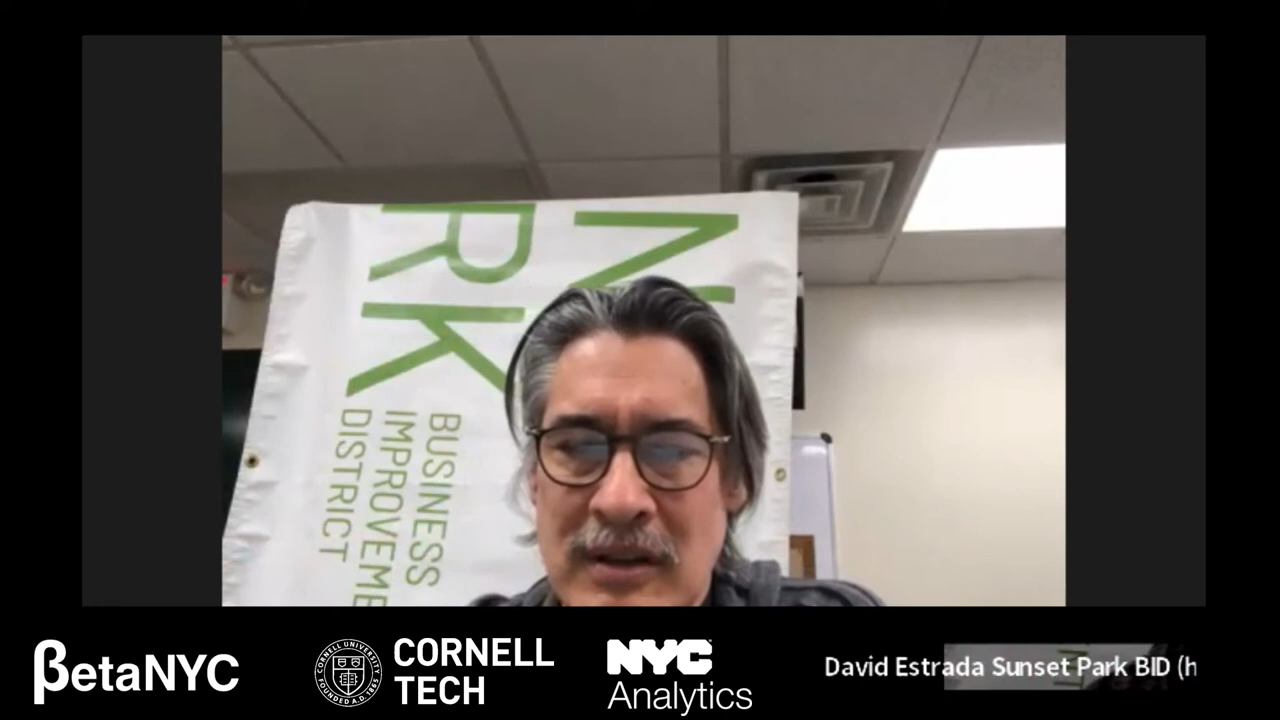 N
RK
BUSINESS
IMPROVEME
DISTRICT
βetaNYC
CORNELL
TECH
NYC
Analytics
David Estrada Sunset Park BID (h